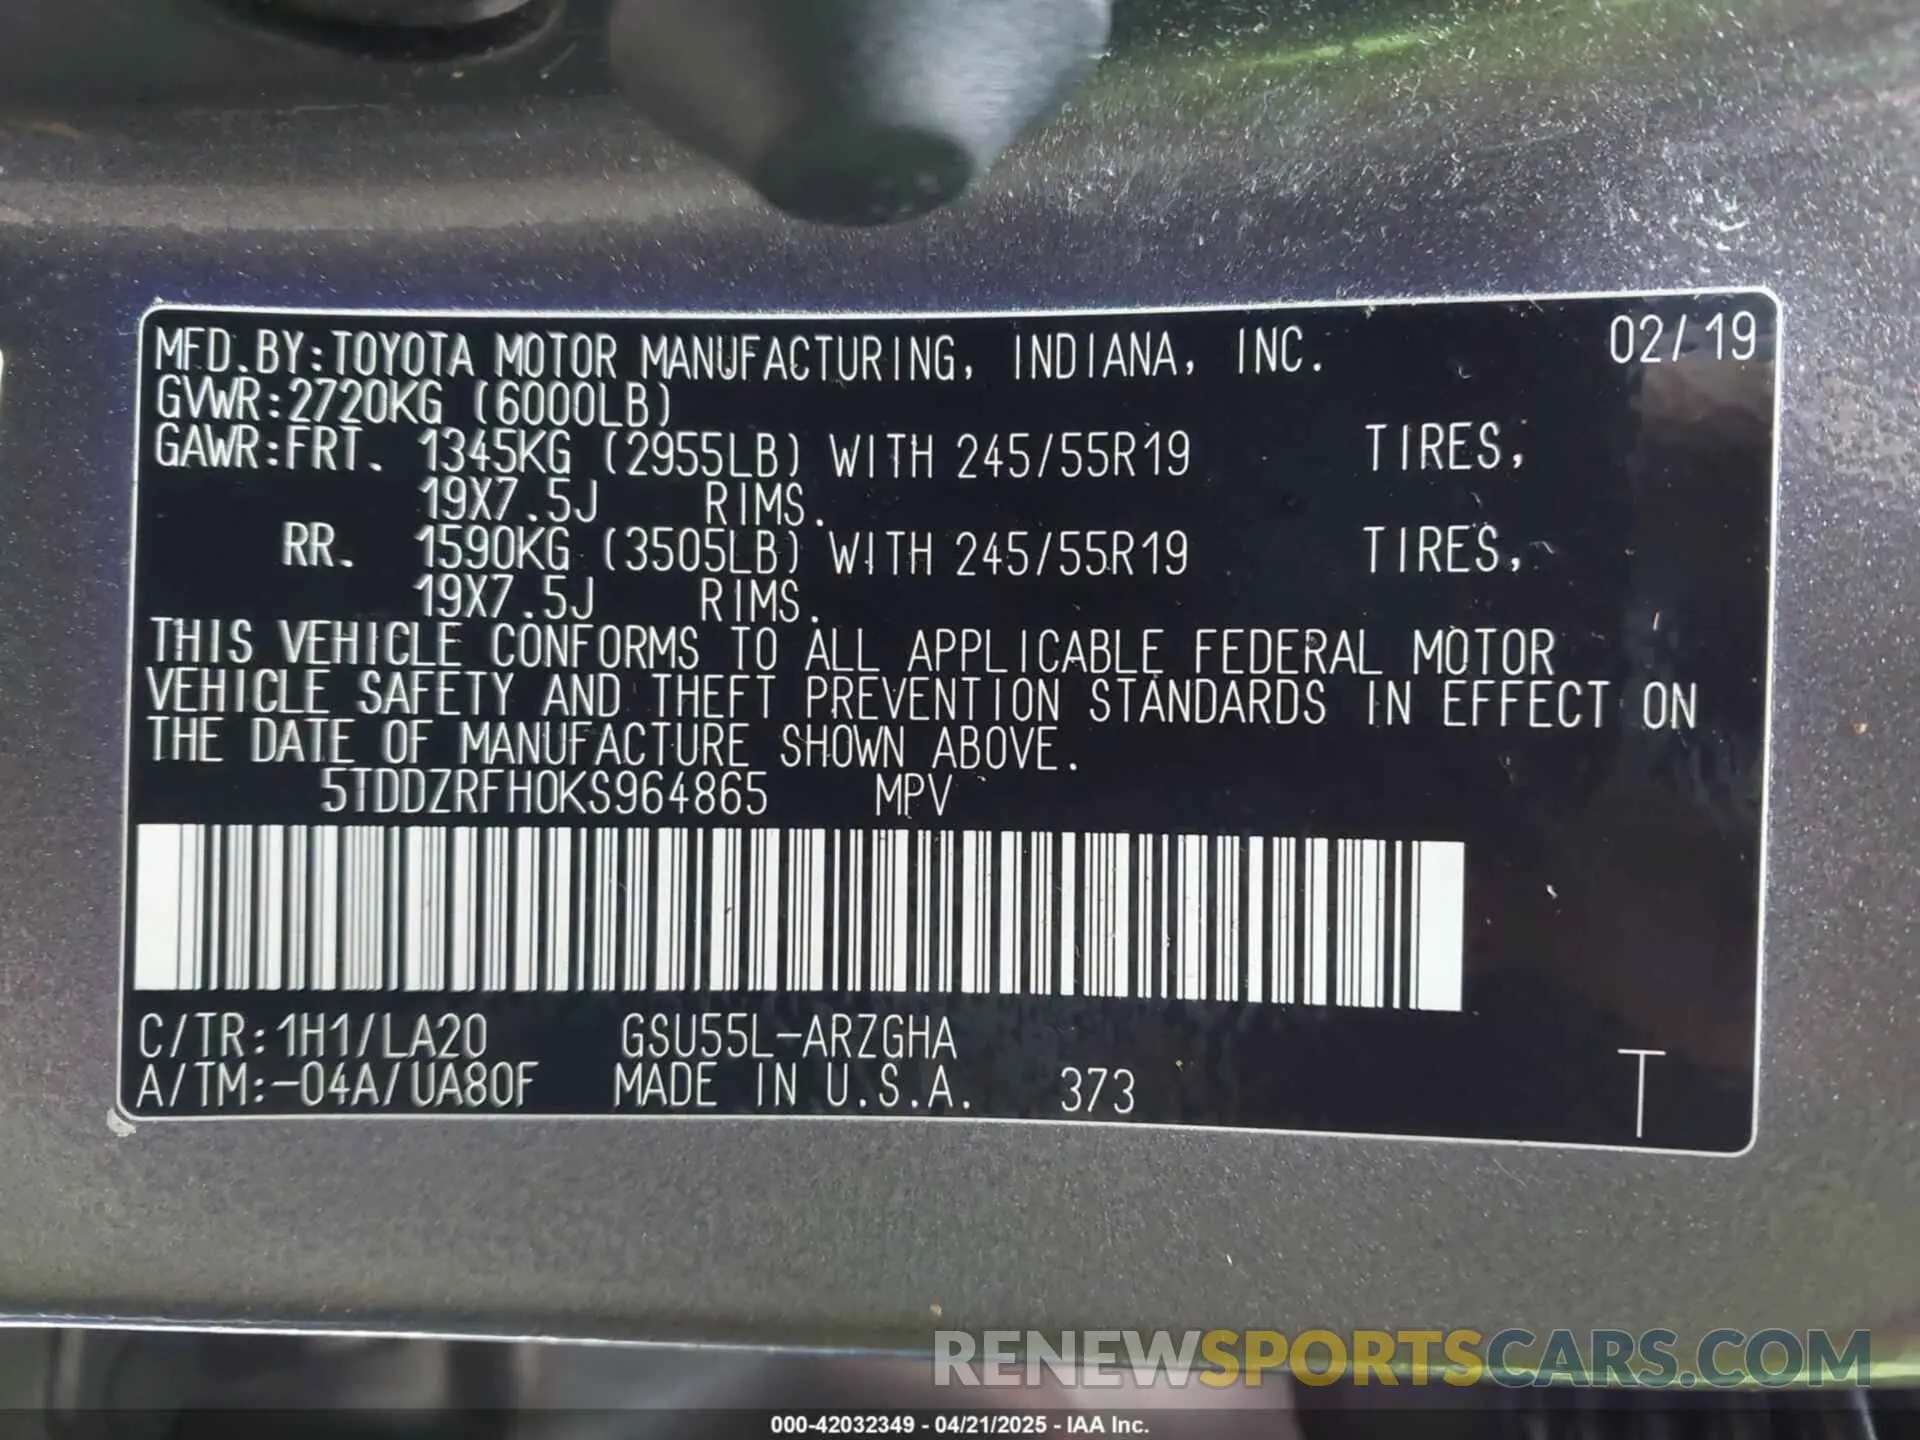 MFD.BY:TOYOTA MOTOR MANUFACTURING, INDIANA, INC. 02/19
GVWR:2720KG (6000LB)
GAWR:FRT. 1345KG (2955LB) WITH 245/55R19 TIRES,
19X7.5J RIMS.
RR. 1590KG (3505LB) WITH 245/55R19 TIRES,
19X7.5J RIMS.
THIS VEHICLE CONFORMS TO ALL APPLICABLE FEDERAL MOTOR
VEHICLE SAFETY AND THEFT PREVENTION STANDARDS IN EFFECT ON
THE DATE OF MANUFACTURE SHOWN ABOVE.
5TDDZRFH0KS964865 MPV
C/TR:1H1/LA20 GSU55L-ARZGHA
A/TM:-04A/UA80F MADE IN U.S.A. 373 T
RENEWSPORTSCARS.COM
000-42032349 - 04/21/2025 - IAA Inc.